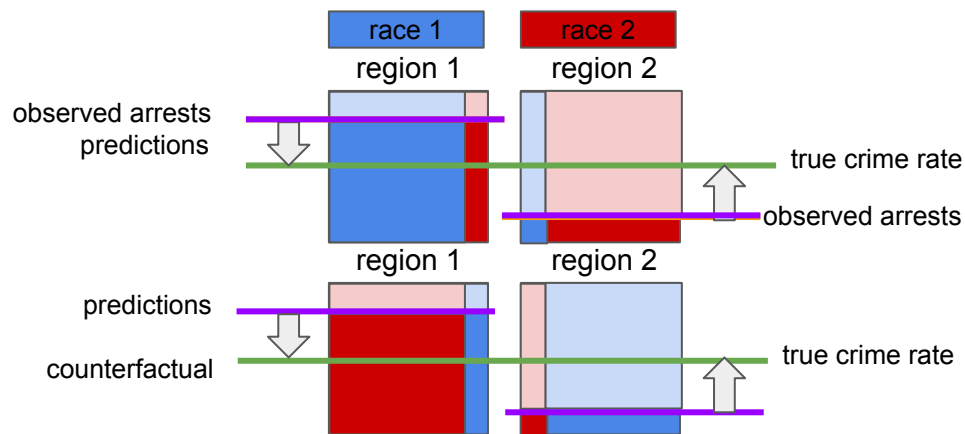 race 1
race 2
region 1
region 2
observed arrests
predictions
true crime rate
observed arrests
region 1
region 2
predictions
true crime rate
counterfactual